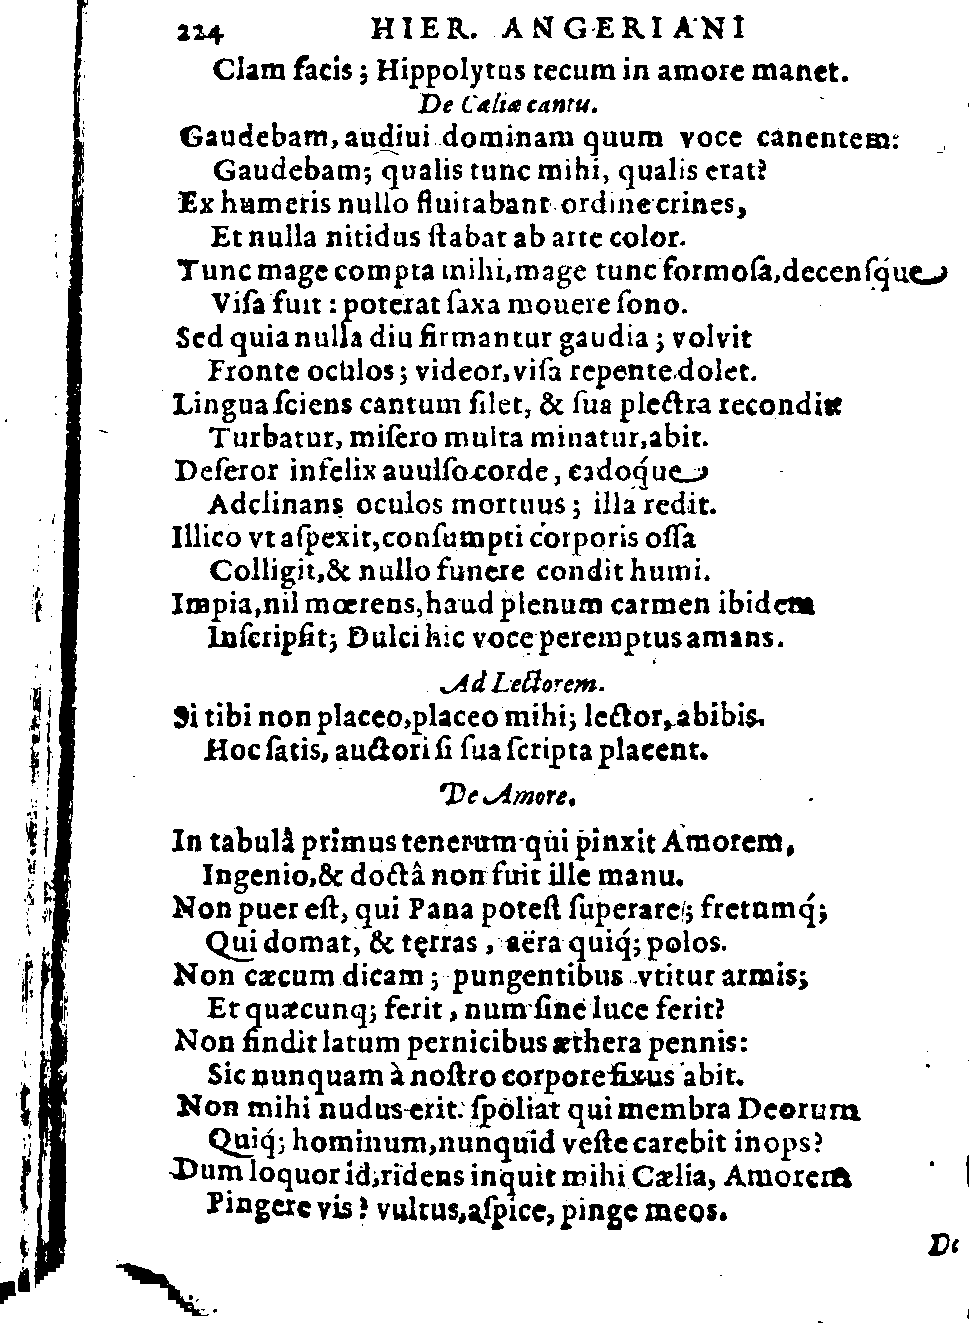 224 HIER. ANGERIANI
Clam facis; Hippolytus tecum in amore manet.
De Cæliæ cantu.
Gaudebam, audiui dominam quum voce canentem:
Gaudebam; qualis tunc mihi, qualis erat?
Ex humeris nullo fluitabant ordine crines,
Et nulla nitidus ſtabat ab arte color.
Tunc mage compta mihi, mage tunc formoſa, decenſq́ue
Viſa fuit: poterat ſaxa mouere ſono.
Sed quia nulla diu firmantur gaudia; volvit
Fronte oculos; videor, viſa repente dolet.
Lingua ſciens cantum ſilet, & ſua plectra recondit
Turbatur, miſero multa minatur, abit.
Deſeror infelix auulſo corde, eodoq́ue
Adclinans oculos mortuus; illa redit.
Illico vt aſpexit, conſumpti corporis oſſa
Colligit, & nullo funere condit humi.
Impia, nil mœrens, haud plenum carmen ibidem
Inſcripſit; Dulci hic voce peremptus amans.
Ad Lectorem.
Si tibi non placeo, placeo mihi; lector, abibis.
Hoc ſatis, auctori ſi ſua ſcripta placent.
De Amore.
In tabulâ primus tenerum qui pinxit Amorem,
Ingenio, & doctâ non fuit ille manu.
Non puer eſt, qui Pana poteſt ſuperare; fretumq́;
Qui domat, & tęrras, aëra quiq́; polos.
Non cæcum dicam; pungentibus vtitur armis;
Et quæcunq; ferit, num ſine luce ferit?
Non findit latum pernicibus æthera pennis:
Sic nunquam à noſtro corpore fixus abit.
Non mihi nudus erit: ſpoliat qui membra Deorum
Quiq́; hominum, nunquid veſte carebit inops?
Dum loquor id, ridens inquit mihi Cælia, Amorem
Pingere vis? vultus, aſpice, pinge meos.
De